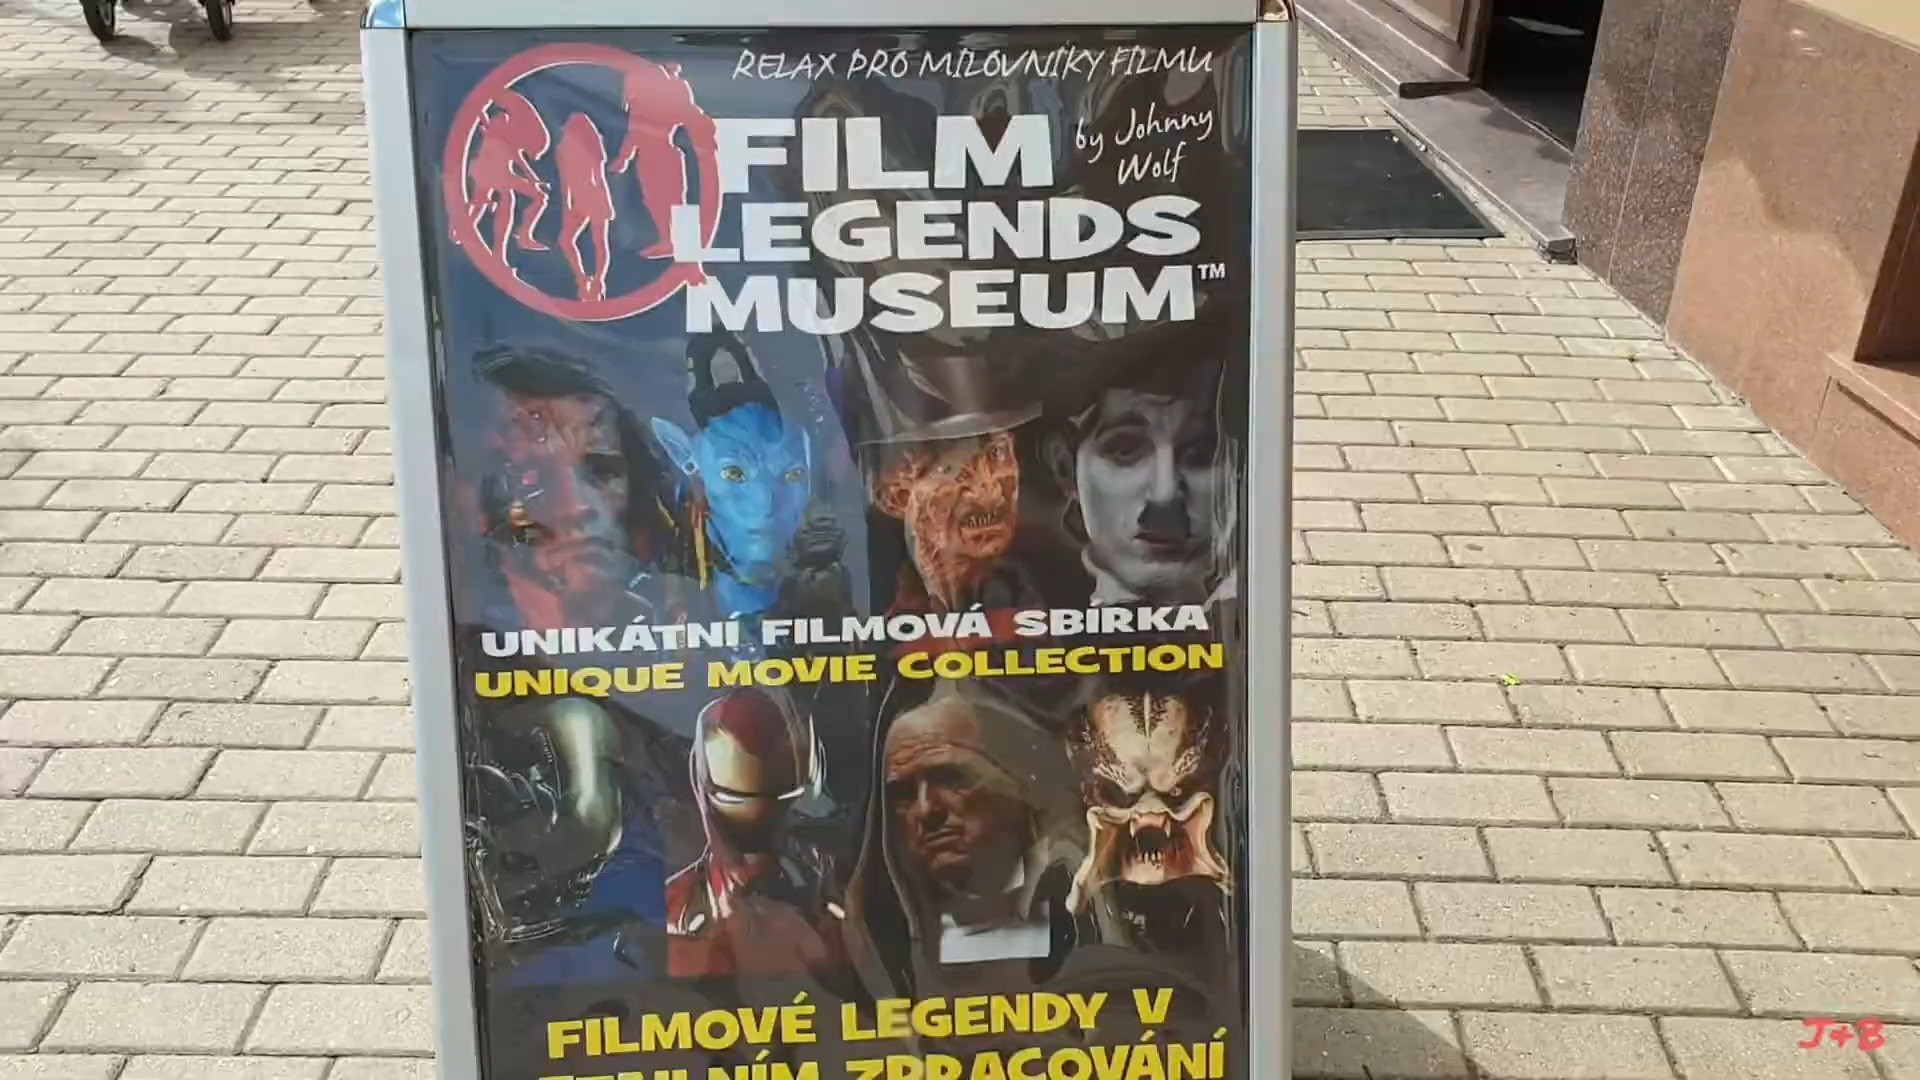 RELAX PRO MILOVNÍKY FILMU
FILM
by Johnny
Wolf
LEGENDS
MUSEUM™
UNIKÁTNÍ FILMOVÁ SBÍRKA
UNIQUE MOVIE COLLECTION
FILMOVÉ LEGENDY V
ZPRACOVÁNÍ
J+B